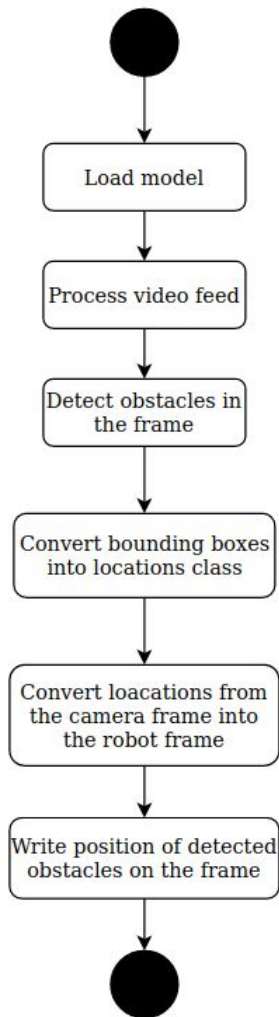 Load model
Process video feed
Detect obstacles in
the frame
Convert bounding boxes
into locations class
Convert loacations from
the camera frame into
the robot frame
Write position of detected
obstacles on the frame